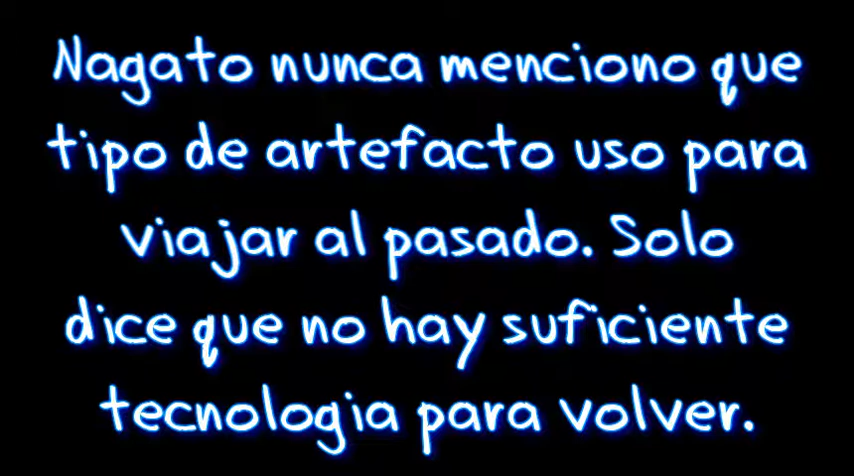 Nagato nunca menciono que
tipo de artefacto uso para
viajar al pasado. Solo
dice que no hay suficiente
tecnologia para volver.